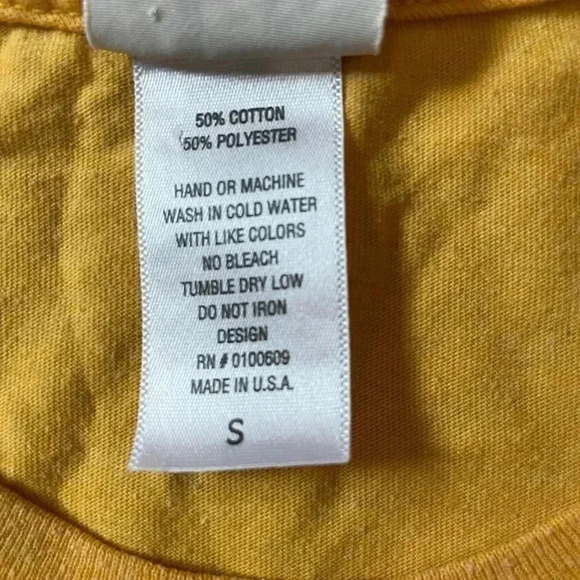 50% COTTON
50% POLYESTER
HAND OR MACHINE
WASH IN COLD WATER
WITH LIKE COLORS
NO BLEACH
TUMBLE DRY LOW
DO NOT IRON
DESIGN
RN # 0100609
MADE IN U.S.A.
S